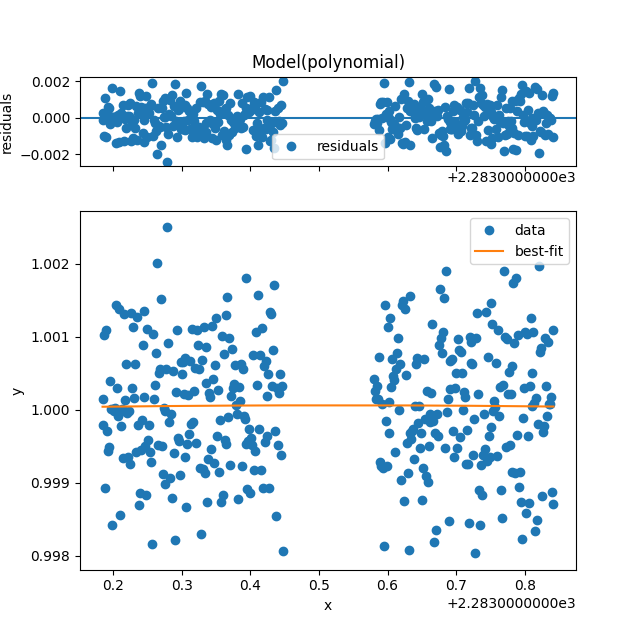 Model(polynomial)
0.002
0.000
−0.002
residuals
residuals
+2.2830000000e3
data
best-fit
1.002
1.001
1.000
0.999
0.998
y
0.2 0.3 0.4 0.5 0.6 0.7 0.8
x
+2.2830000000e3